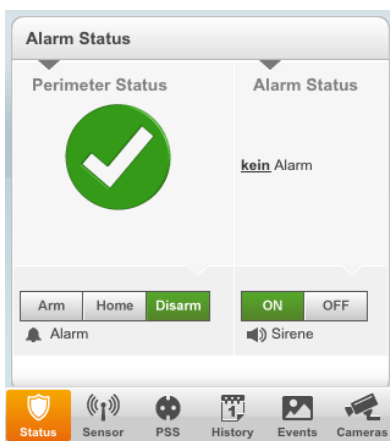 Alarm Status
Perimeter Status
Alarm Status
kein Alarm
Arm Home Disarm
Alarm
ON OFF
Sirene
1
Status Sensor PSS History Events Cameras